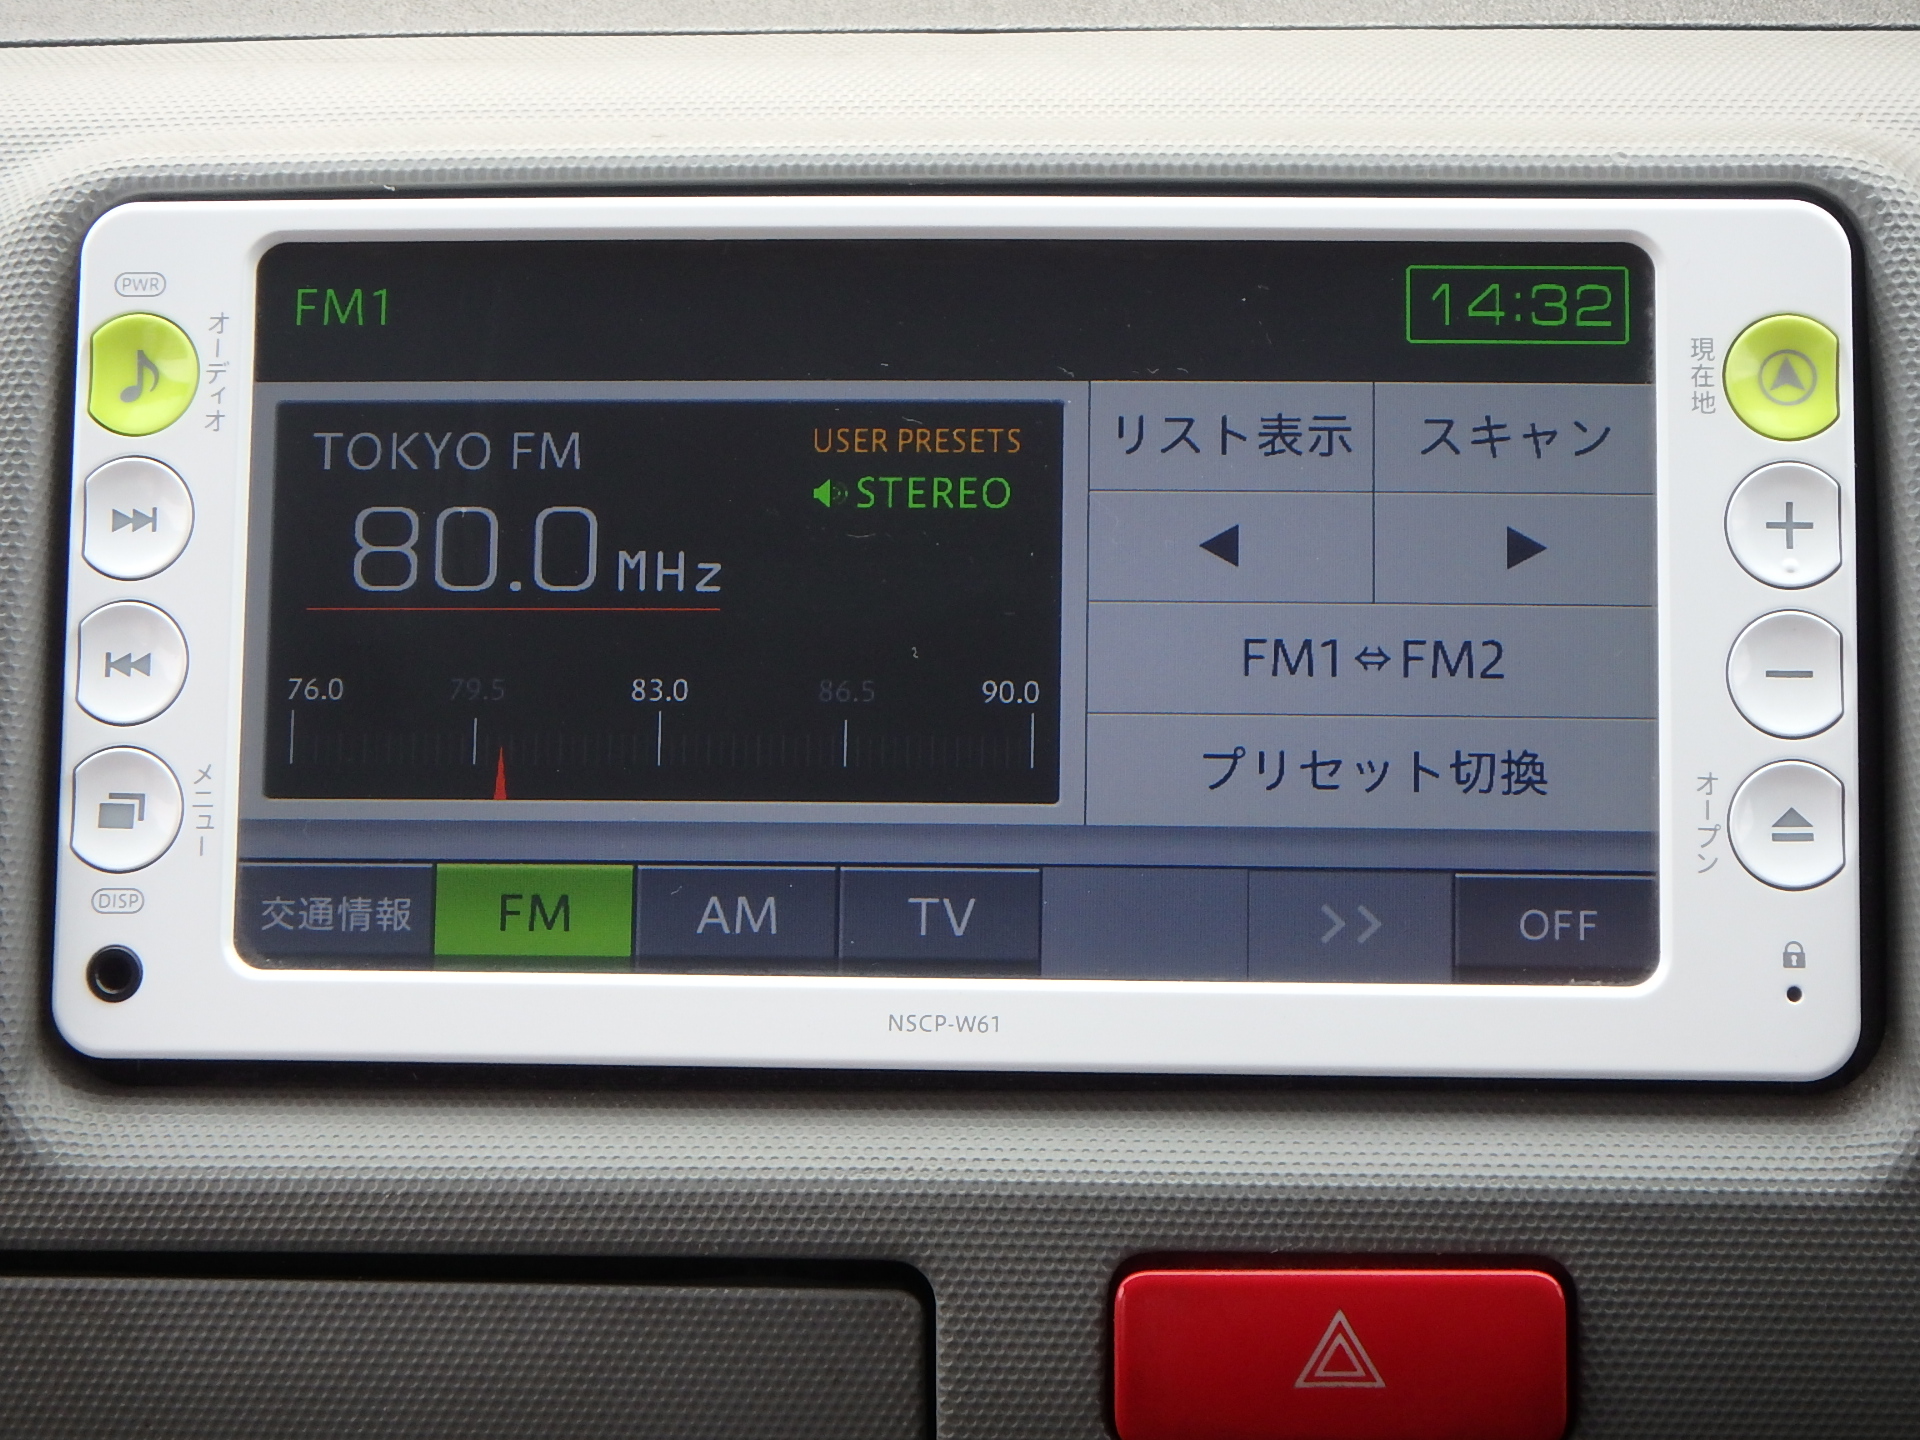 PWR
オーディオ
FM1
14:32
現在地
TOKYO FM
USER PRESETS
STEREO
80.0 MHz
76.0 79.5 83.0 86.5 90.0
リスト表示
スキャン
FM1⇔FM2
プリセット切換
メニュー
オープン
交通情報
FM
AM
TV
>>
OFF
DISP
NSCP-W61